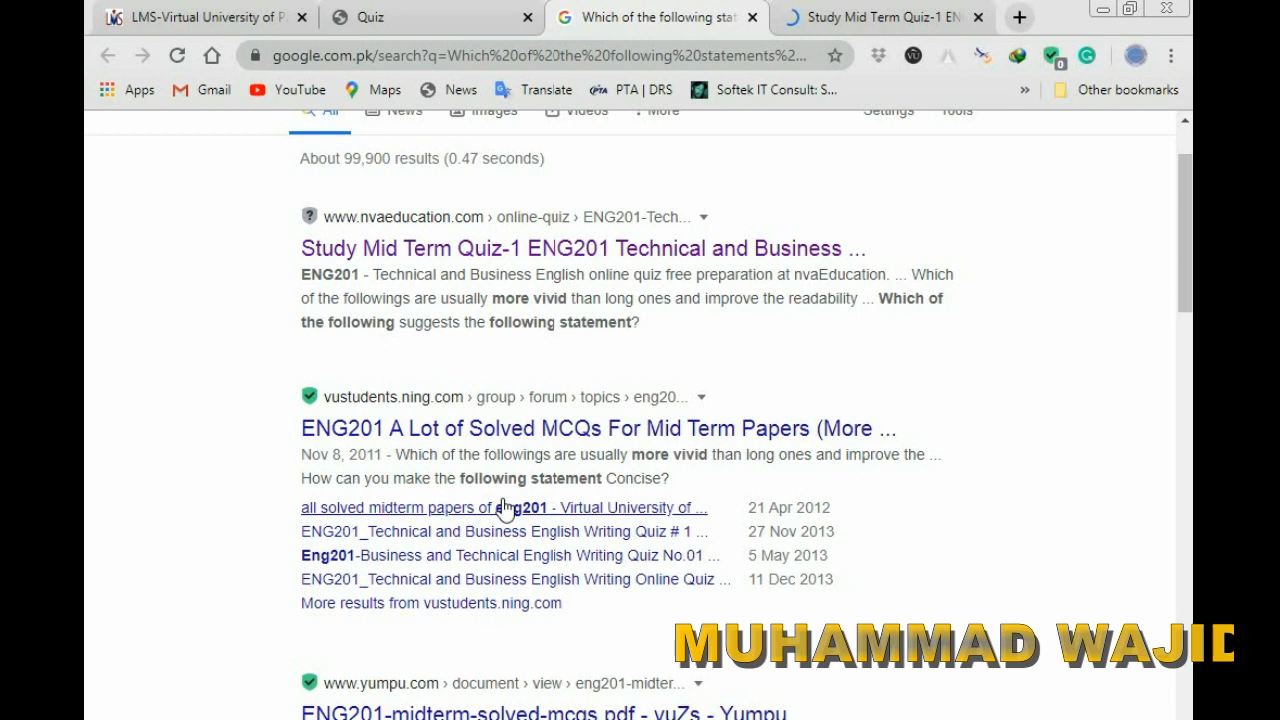 LMS-Virtual University of P
Quiz
Which of the following stat
Study Mid Term Quiz-1 EN
google.com.pk/search?q=Which%20of%20the%20following%20statements%2...
Apps
Gmail
YouTube
Maps
News
Translate
PTA | DRS
Softek IT Consult: S...
»
Other bookmarks
All
News
Images
Videos
More
Settings
Tools
About 99,900 results (0.47 seconds)
www.nvaeducation.com › online-quiz › ENG201-Tech...
Study Mid Term Quiz-1 ENG201 Technical and Business ...
ENG201 - Technical and Business English online quiz free preparation at nvaEducation. ... Which
of the followings are usually more vivid than long ones and improve the readability ... Which of
the following suggests the following statement?
vustudents.ning.com › group › forum › topics › eng20...
ENG201 A Lot of Solved MCQs For Mid Term Papers (More ...
Nov 8, 2011 - Which of the followings are usually more vivid than long ones and improve the ...
How can you make the following statement Concise?
all solved midterm papers of eng201 - Virtual University of ... 21 Apr 2012
ENG201_Technical and Business English Writing Quiz # 1 ... 27 Nov 2013
Eng201-Business and Technical English Writing Quiz No.01 ... 5 May 2013
ENG201_Technical and Business English Writing Online Quiz ... 11 Dec 2013
More results from vustudents.ning.com
MUHAMMAD WAJID
www.yumpu.com › document › view › eng201-midter...
ENG201-midterm-solved-mcqs.pdf - vuZs - Yumpu